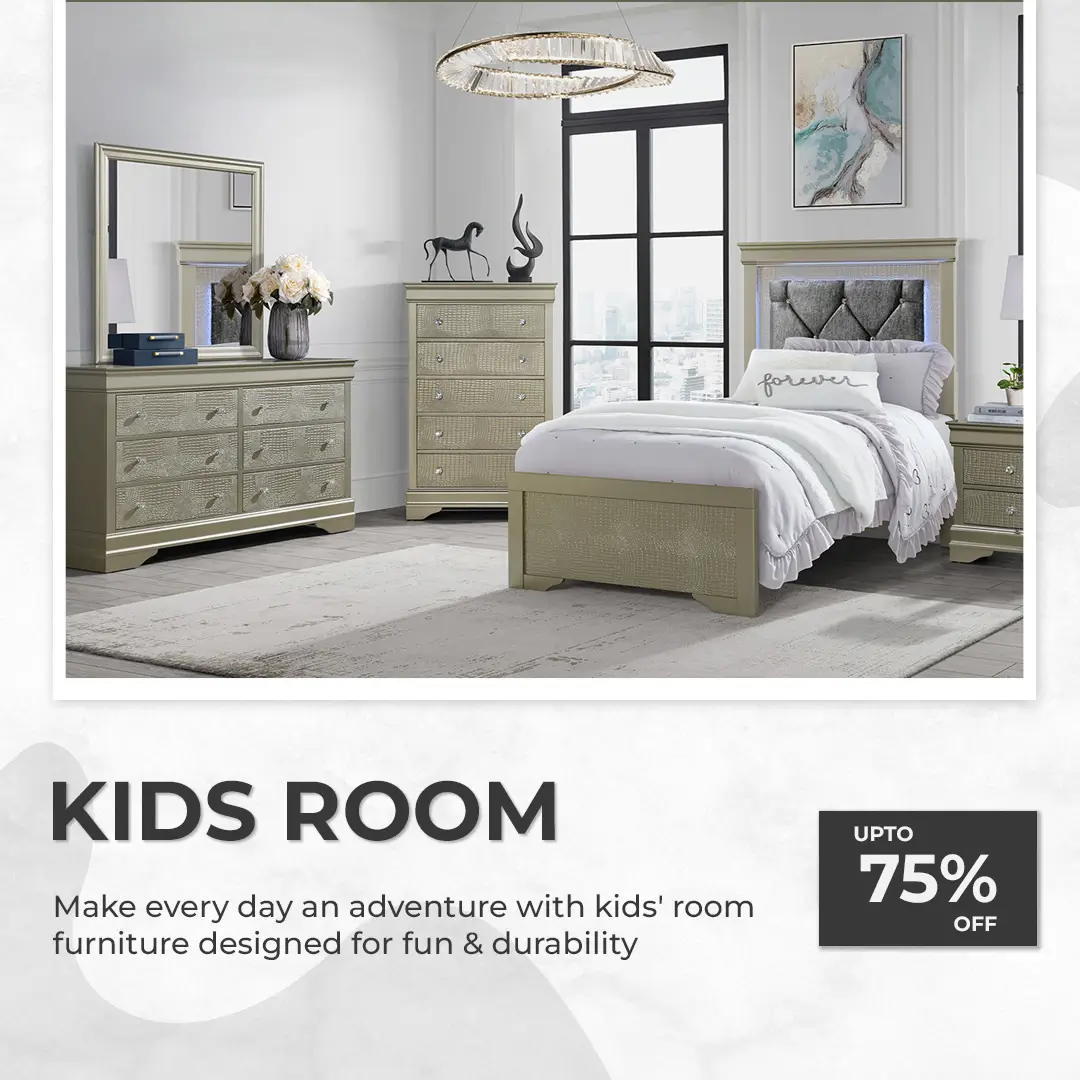 forever
KIDS ROOM
Make every day an adventure with kids' room
furniture designed for fun & durability
UPTO
75%
OFF